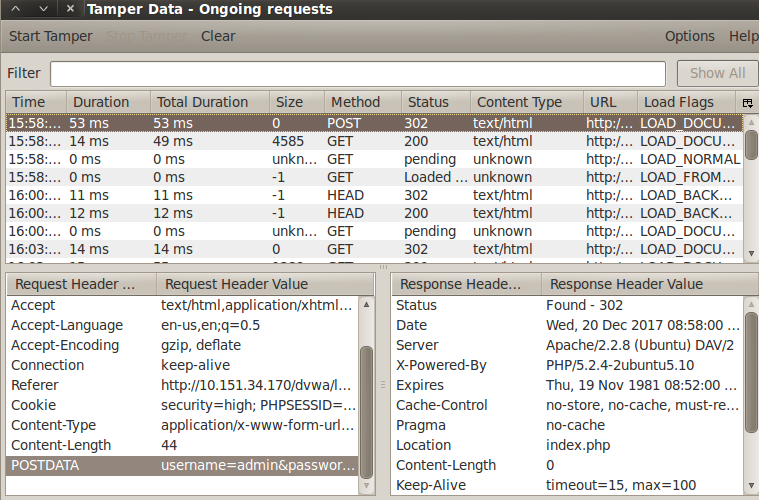 Tamper Data - Ongoing requests
Start Tamper Stop Tamper Clear Options Help
Filter Show All
Time Duration Total Duration Size Method Status Content Type URL Load Flags
15:58:... 53 ms 53 ms 0 POST 302 text/html http:/... LOAD_DOCU...
15:58:... 14 ms 49 ms 4585 GET 200 text/html http:/... LOAD_DOCU...
15:58:... 0 ms 0 ms unkn... GET pending unknown http:/... LOAD_NORMAL
15:58:... 0 ms 0 ms -1 GET Loaded ... unknown http:/... LOAD_FROM...
16:00:... 11 ms 11 ms -1 HEAD 302 text/html http:/... LOAD_BACK...
16:00:... 12 ms 12 ms -1 HEAD 200 text/html http:/... LOAD_BACK...
16:00:... 0 ms 0 ms unkn... GET pending unknown http:/... LOAD_DOCU...
16:03:... 14 ms 14 ms 0 GET 302 text/html http:/... LOAD_DOCU...
Request Header ... Request Header Value
Accept text/html,application/xhtml...
Accept-Language en-us,en;q=0.5
Accept-Encoding gzip, deflate
Connection keep-alive
Referer http://10.151.34.170/dvwa/l...
Cookie security=high; PHPSESSID=...
Content-Type application/x-www-form-url...
Content-Length 44
POSTDATA username=admin&passwor...
Response Heade... Response Header Value
Status Found - 302
Date Wed, 20 Dec 2017 08:58:00 ...
Server Apache/2.2.8 (Ubuntu) DAV/2
X-Powered-By PHP/5.2.4-2ubuntu5.10
Expires Thu, 19 Nov 1981 08:52:00 ...
Cache-Control no-store, no-cache, must-re...
Pragma no-cache
Location index.php
Content-Length 0
Keep-Alive timeout=15, max=100